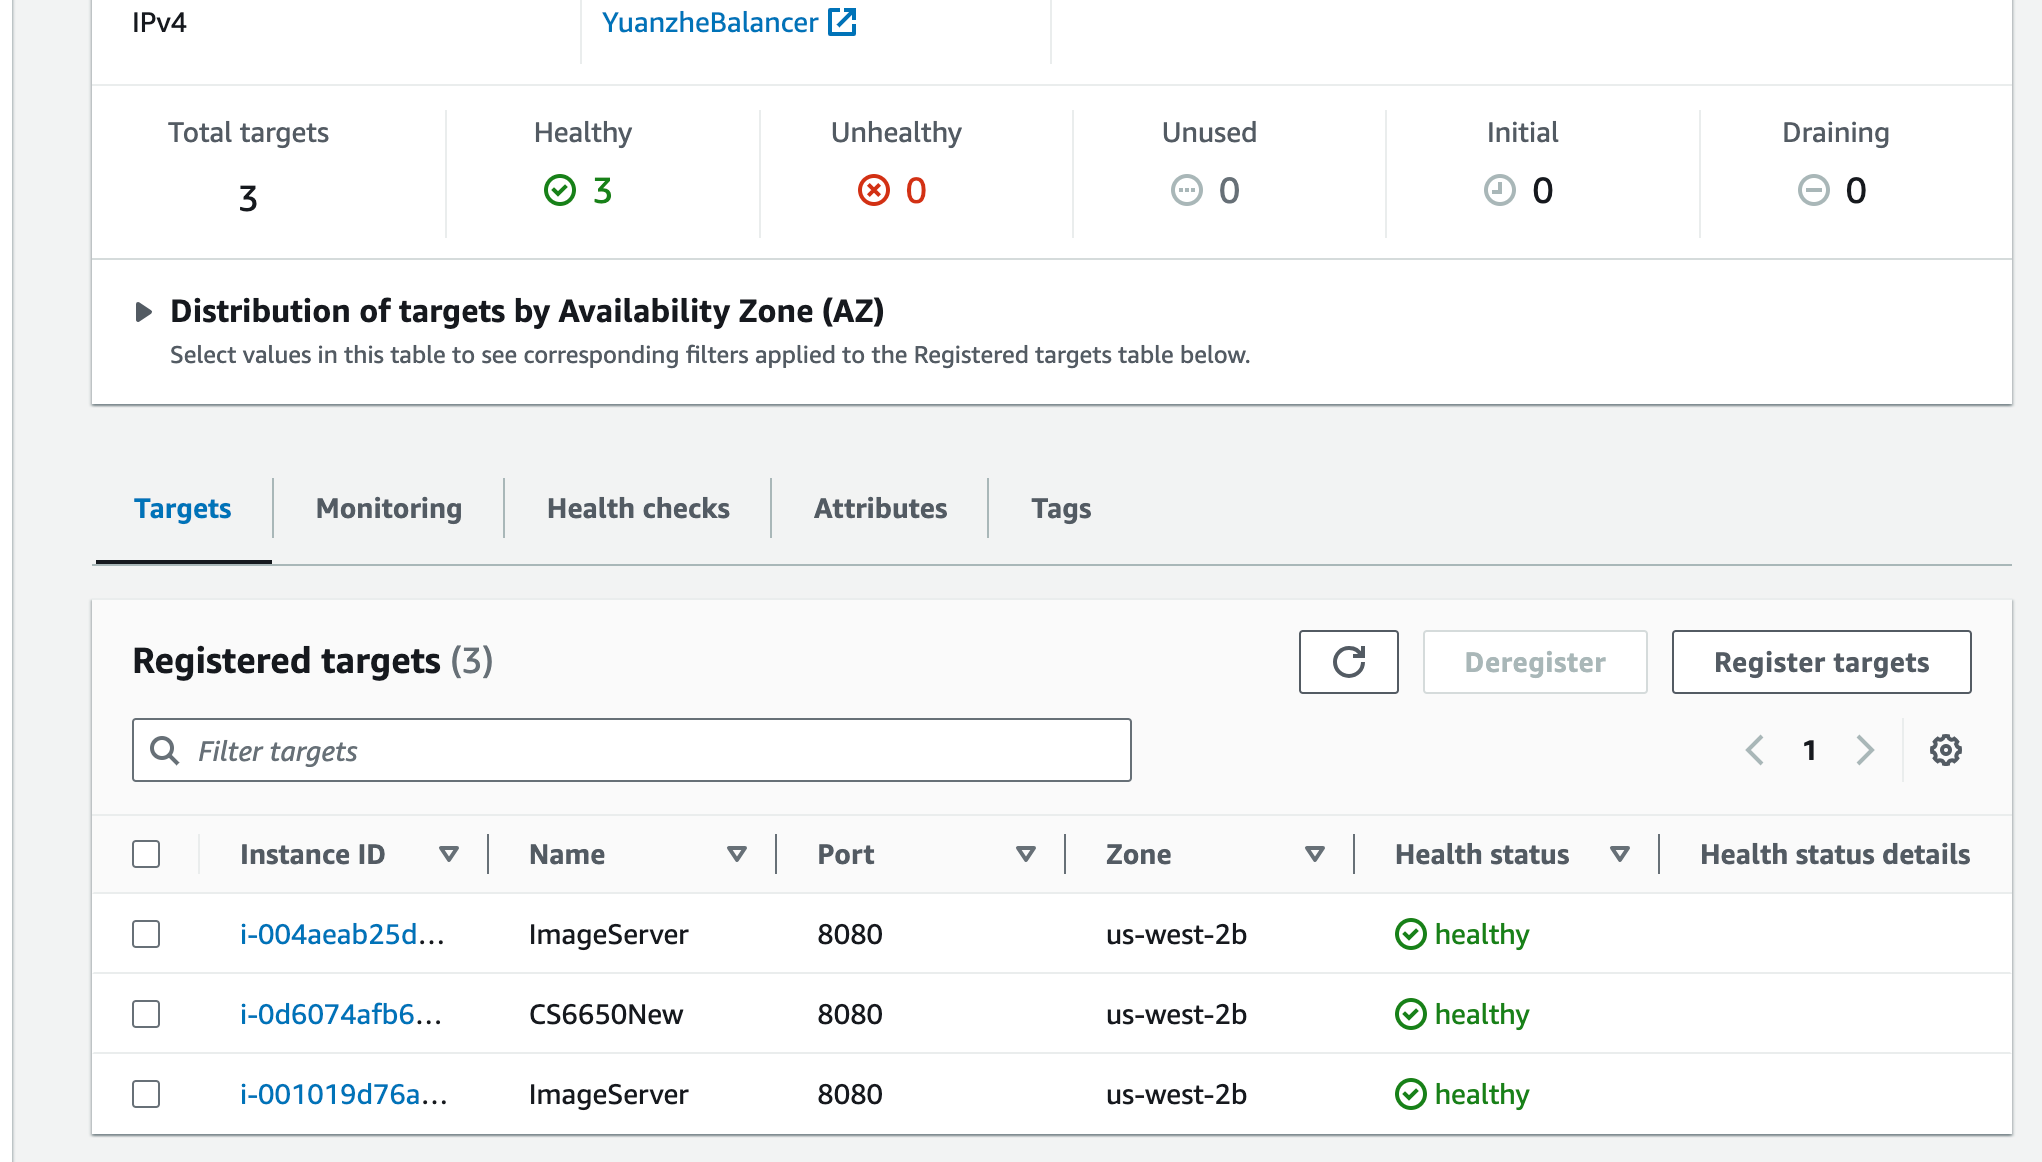 IPv4 YuanzheBalancer
Total targets Healthy Unhealthy Unused Initial Draining
3 3 0 0 0 0
Distribution of targets by Availability Zone (AZ)
Select values in this table to see corresponding filters applied to the Registered targets table below.
Targets Monitoring Health checks Attributes Tags
Registered targets (3) Deregister Register targets
Filter targets 1
Instance ID Name Port Zone Health status Health status details
i-004aeab25d... ImageServer 8080 us-west-2b healthy
i-0d6074afb6... CS6650New 8080 us-west-2b healthy
i-001019d76a... ImageServer 8080 us-west-2b healthy